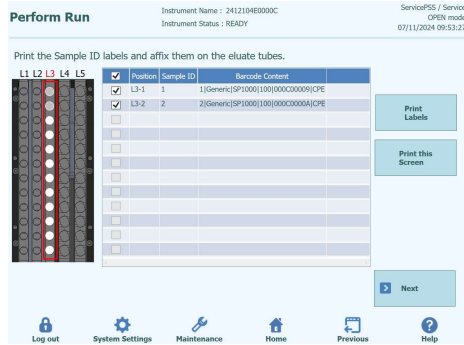 Perform Run
Instrument Name : 2412104E0000C
Instrument Status : READY
ServicePSS / Service
OPEN mode
07/11/2024 09:53:27
Print the Sample ID labels and affix them on the eluate tubes.
L1 L2 L3 L4 L5
Position Sample ID Barcode Content
L3-1 1 1|Generic|SP1000|100|000C00009|CPE
L3-2 2 2|Generic|SP1000|100|000C0000A|CPE
Print
Labels
Print this
Screen
Next
Log out
System Settings
Maintenance
Home
Previous
Help